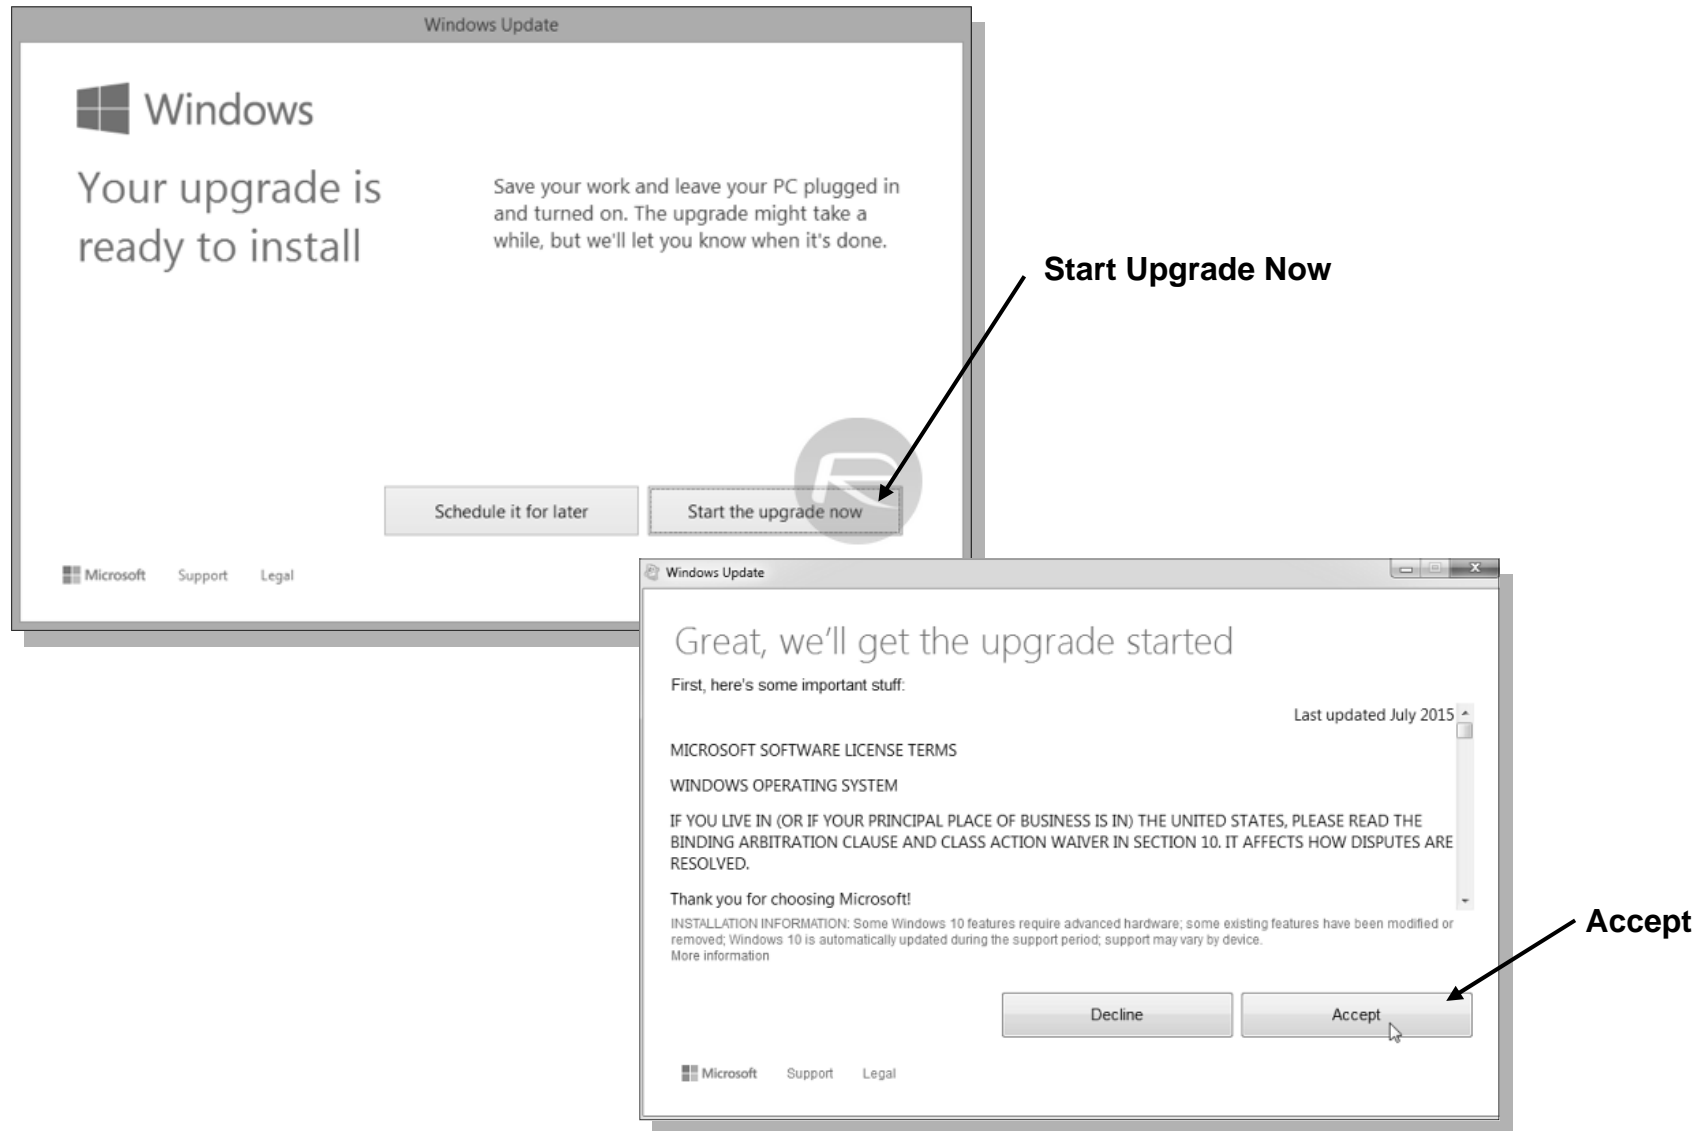 Windows Update
Windows
Your upgrade is
ready to install
Save your work and leave your PC plugged in
and turned on. The upgrade might take a
while, but we'll let you know when it's done.
Start Upgrade Now
Schedule it for later
Start the upgrade now
Microsoft Support Legal
Windows Update
Great, we'll get the upgrade started
First, here's some important stuff:
Last updated July 2015
MICROSOFT SOFTWARE LICENSE TERMS
WINDOWS OPERATING SYSTEM
IF YOU LIVE IN (OR IF YOUR PRINCIPAL PLACE OF BUSINESS IS IN) THE UNITED STATES, PLEASE READ THE
BINDING ARBITRATION CLAUSE AND CLASS ACTION WAIVER IN SECTION 10. IT AFFECTS HOW DISPUTES ARE
RESOLVED.
Thank you for choosing Microsoft!
INSTALLATION INFORMATION: Some Windows 10 features require advanced hardware; some existing features have been modified or
removed; Windows 10 is automatically updated during the support period; support may vary by device.
More information
Accept
Decline
Accept
Microsoft Support Legal